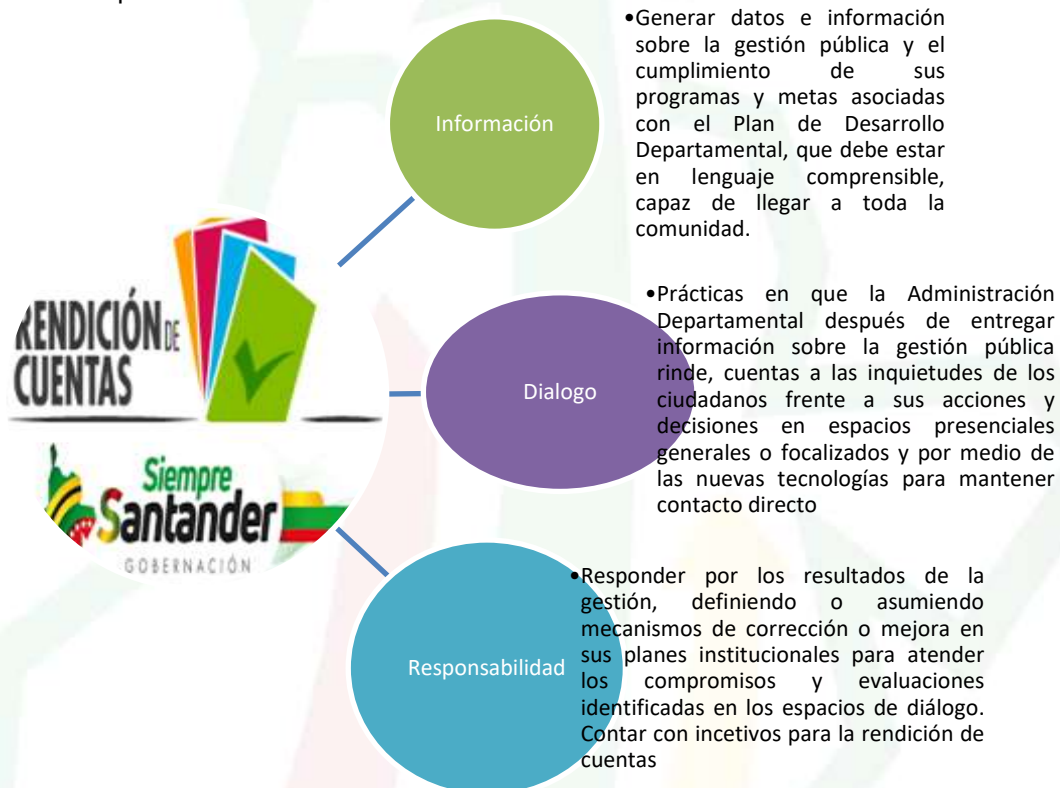 RENDICIÓN DE
CUENTAS
Siempre
Santander
GOBERNACIÓN
Información
•Generar datos e información
sobre la gestión pública y el
cumplimiento de sus
programas y metas asociadas
con el Plan de Desarrollo
Departamental, que debe estar
en lenguaje comprensible,
capaz de llegar a toda la
comunidad.
Dialogo
•Prácticas en que la Administración
Departamental después de entregar
información sobre la gestión pública
rinde, cuentas a las inquietudes de los
ciudadanos frente a sus acciones y
decisiones en espacios presenciales
generales o focalizados y por medio de
las nuevas tecnologías para mantener
contacto directo
Responsabilidad
•Responder por los resultados de la
gestión, definiendo o asumiendo
mecanismos de corrección o mejora en
sus planes institucionales para atender
los compromisos y evaluaciones
identificadas en los espacios de diálogo.
Contar con incetivos para la rendición de
cuentas